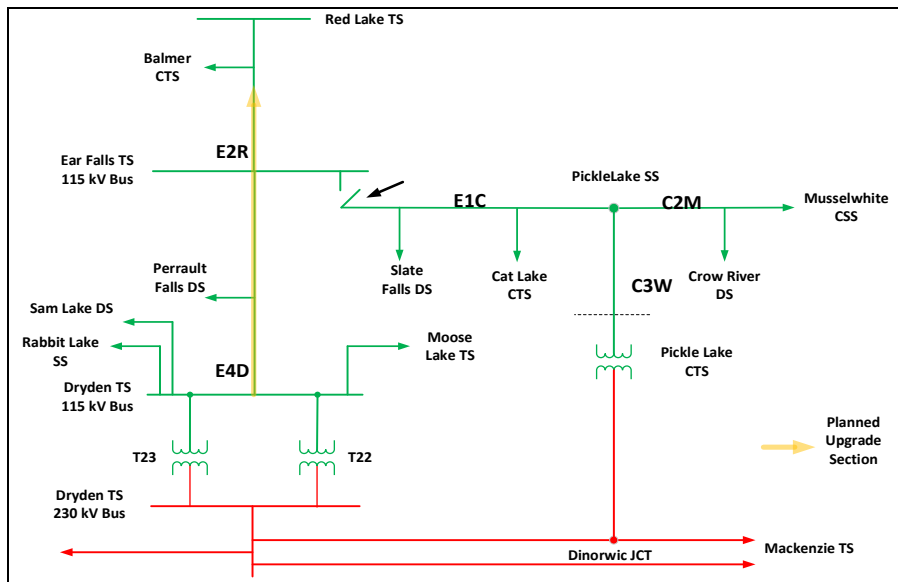 Red Lake TS
Balmer
CTS
E2R
Ear Falls TS
115 kV Bus
PickleLake SS
E1C
C2M
Musselwhite
CSS
Slate
Falls DS
Cat Lake
CTS
Crow River
DS
C3W
Perrault
Falls DS
Sam Lake DS
Rabbit Lake
SS
Moose
Lake TS
E4D
Dryden TS
115 kV Bus
Pickle Lake
CTS
T23
T22
Planned
Upgrade
Section
Dryden TS
230 kV Bus
Dinorwic JCT
Mackenzie TS